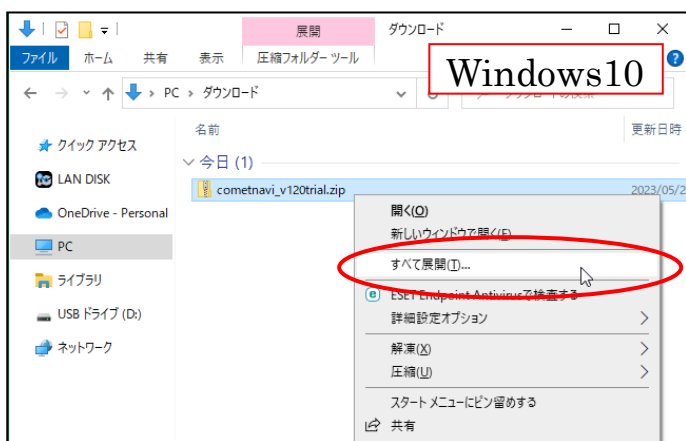 展開
ダウンロード
ファイル ホーム 共有 表示 圧縮フォルダー ツール
Windows10
PC › ダウンロード
名前 更新日時
クイック アクセス
今日 (1)
LAN DISK
cometnavi_v120trial.zip 2023/05/2
OneDrive - Personal
開く(O)
新しいウィンドウで開く(E)
PC
すべて展開(T)...
ライブラリ
ESET Endpoint Antivirusで検査する
USB ドライブ (D:)
詳細設定オプション
ネットワーク
解凍(X)
圧縮(U)
スタート メニューにピン留めする
共有